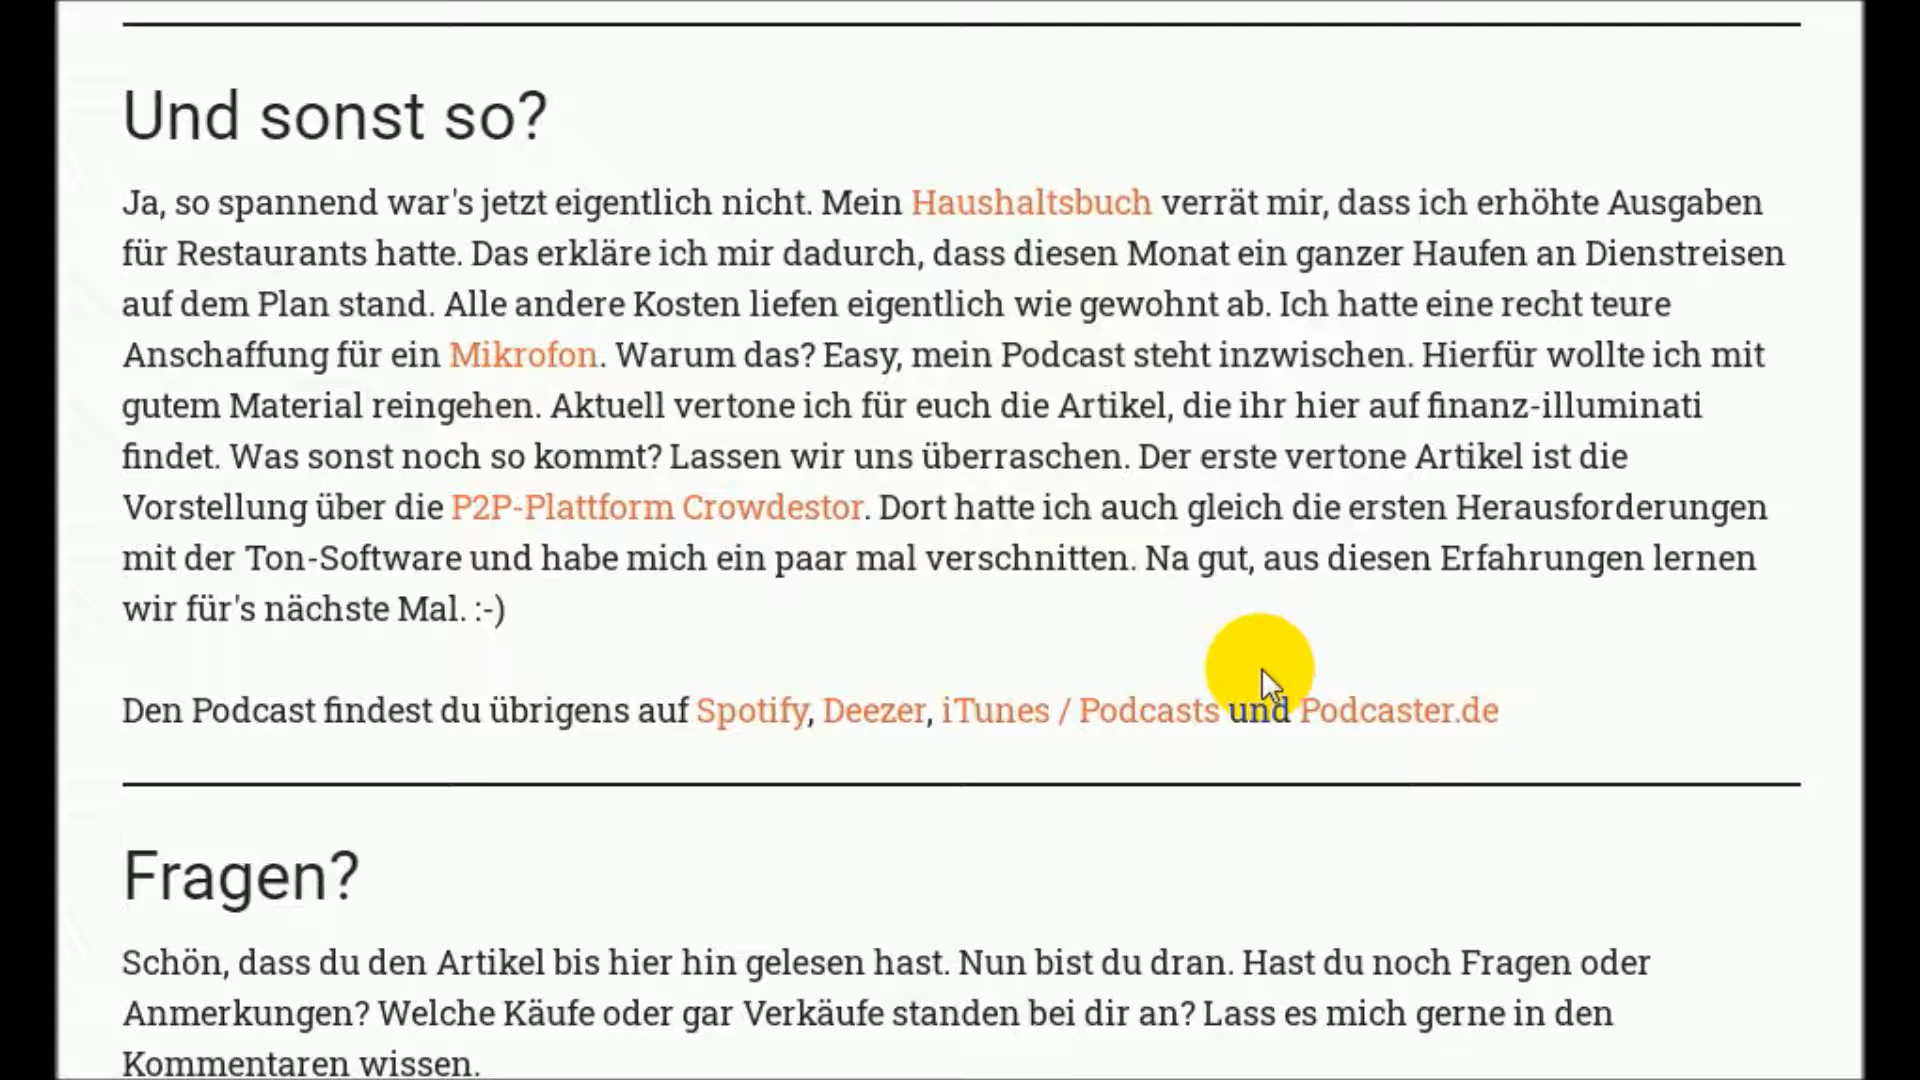 Und sonst so?
Ja, so spannend war's jetzt eigentlich nicht. Mein Haushaltsbuch verrät mir, dass ich erhöhte Ausgaben
für Restaurants hatte. Das erkläre ich mir dadurch, dass diesen Monat ein ganzer Haufen an Dienstreisen
auf dem Plan stand. Alle andere Kosten liefen eigentlich wie gewohnt ab. Ich hatte eine recht teure
Anschaffung für ein Mikrofon. Warum das? Easy, mein Podcast steht inzwischen. Hierfür wollte ich mit
gutem Material reingehen. Aktuell vertone ich für euch die Artikel, die ihr hier auf finanz-illuminati
findet. Was sonst noch so kommt? Lassen wir uns überraschen. Der erste vertone Artikel ist die
Vorstellung über die P2P-Plattform Crowdestor. Dort hatte ich auch gleich die ersten Herausforderungen
mit der Ton-Software und habe mich ein paar mal verschnitten. Na gut, aus diesen Erfahrungen lernen
wir für's nächste Mal. :-)
Den Podcast findest du übrigens auf Spotify, Deezer, iTunes / Podcasts und Podcaster.de
Fragen?
Schön, dass du den Artikel bis hier hin gelesen hast. Nun bist du dran. Hast du noch Fragen oder
Anmerkungen? Welche Käufe oder gar Verkäufe standen bei dir an? Lass es mich gerne in den
Kommentaren wissen.